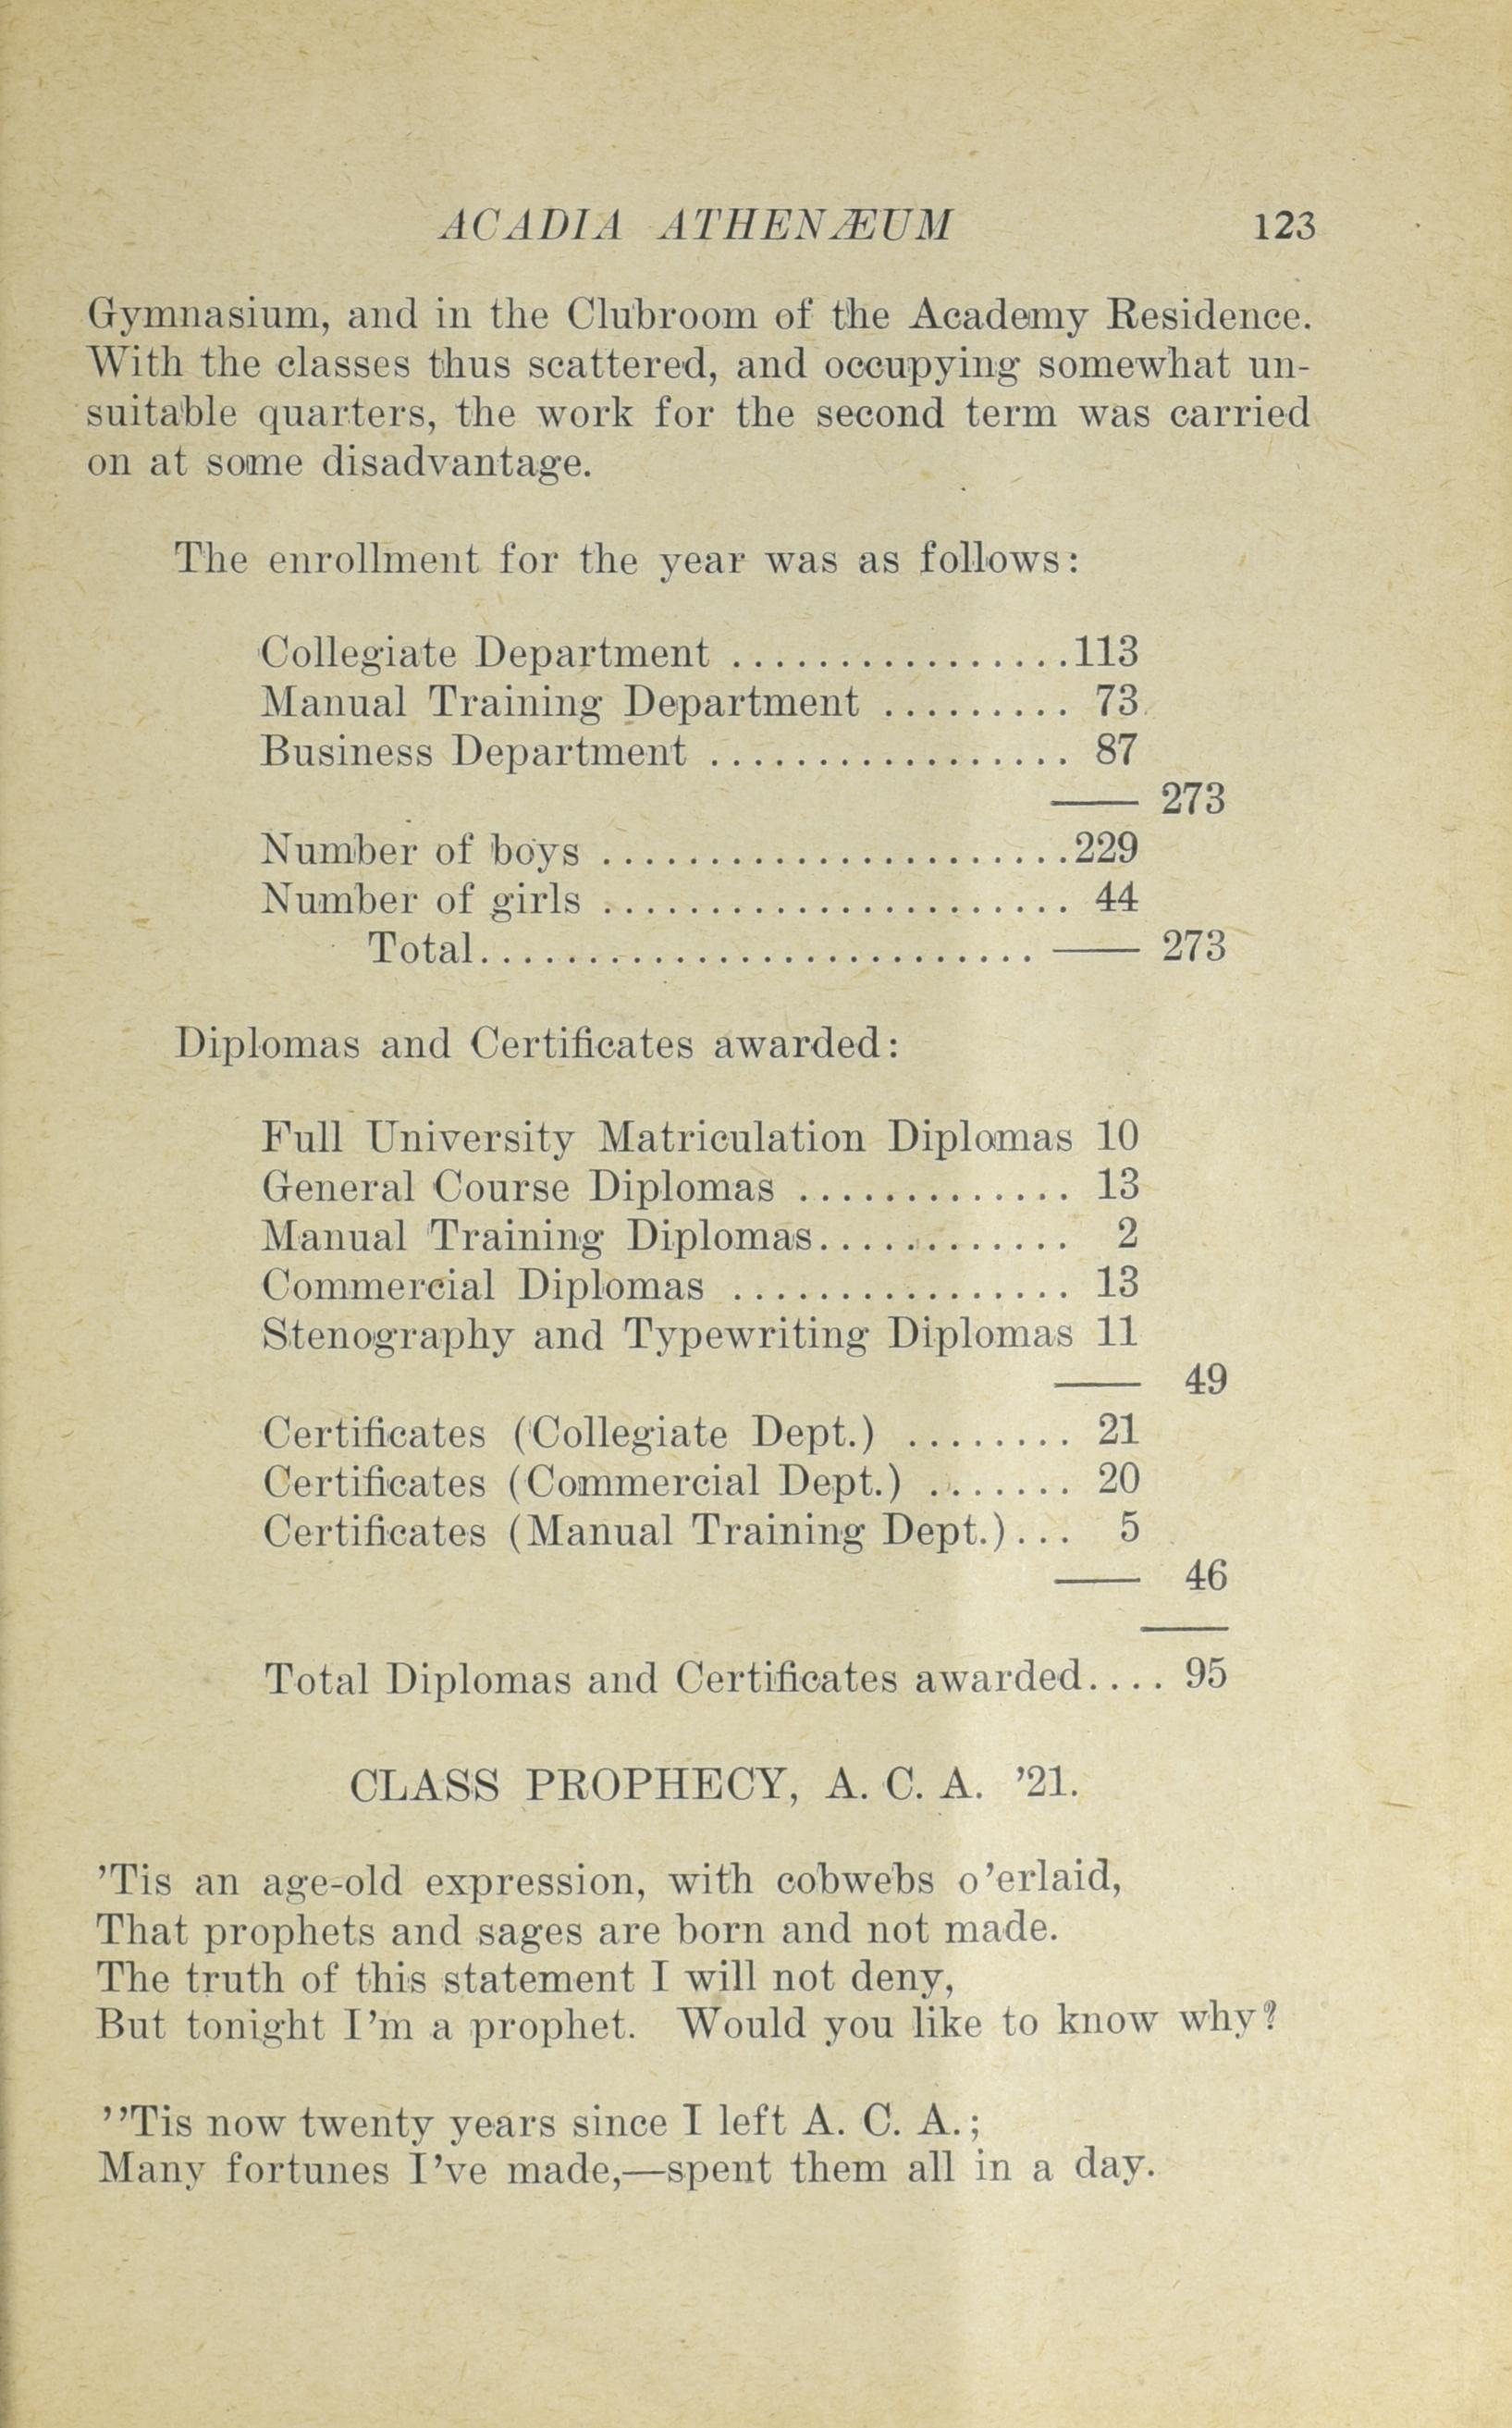 ACADIA ATHENÆUM 123
Gymnasium, and in the Clubroom of the Academy Residence.
With the classes thus scattered, and occupying somewhat un-
suitable quarters, the work for the second term was carried
on at some disadvantage.
The enrollment for the year was as follows:
Collegiate Department ................113
Manual Training Department ......... 73
Business Department ................. 87
—— 273
Number of boys ......................229
Number of girls ...................... 44
Total.......................... —— 273
Diplomas and Certificates awarded:
Full University Matriculation Diplomas 10
General Course Diplomas ............. 13
Manual Training Diplomas............ 2
Commercial Diplomas ................ 13
Stenography and Typewriting Diplomas 11
—— 49
Certificates (Collegiate Dept.) ........ 21
Certificates (Commercial Dept.) ....... 20
Certificates (Manual Training Dept.)... 5
—— 46
Total Diplomas and Certificates awarded.... 95
CLASS PROPHECY, A. C. A. ’21.
’Tis an age-old expression, with cobwebs o’erlaid,
That prophets and sages are born and not made.
The truth of this statement I will not deny,
But tonight I’m a prophet. Would you like to know why?
’’Tis now twenty years since I left A. C. A.;
Many fortunes I’ve made,—spent them all in a day.